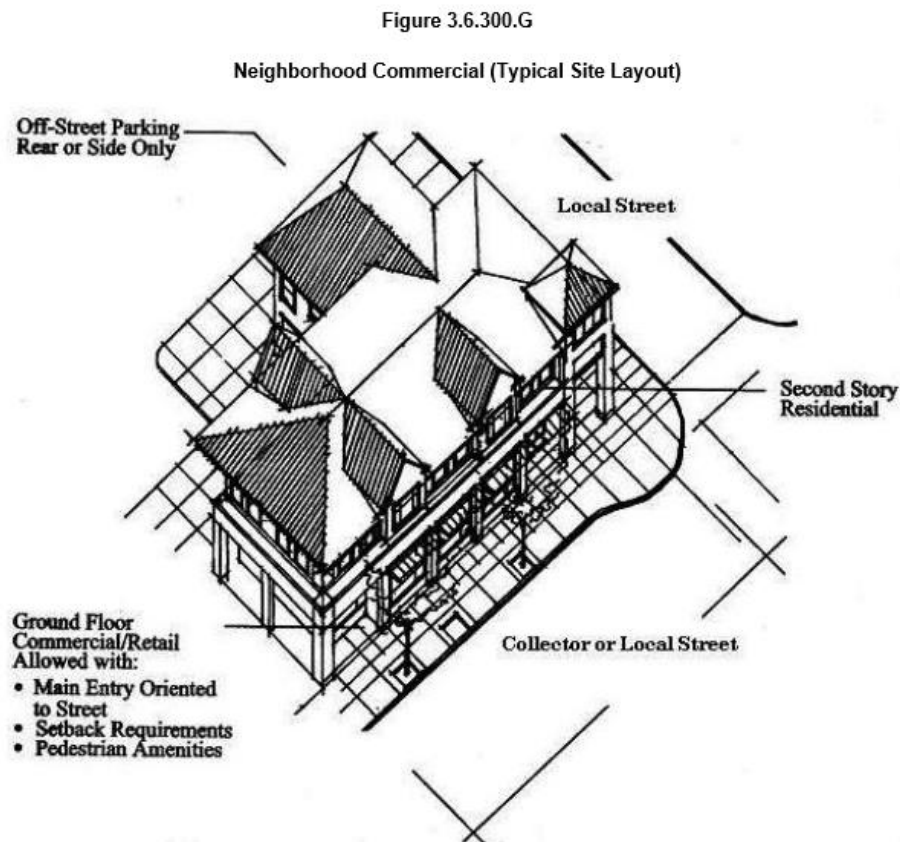 Figure 3.6.300.G
Neighborhood Commercial (Typical Site Layout)
Off-Street Parking
Rear or Side Only
Local Street
Second Story
Residential
Ground Floor
Commercial/Retail
Allowed with:
• Main Entry Oriented
to Street
• Setback Requirements
• Pedestrian Amenities
Collector or Local Street